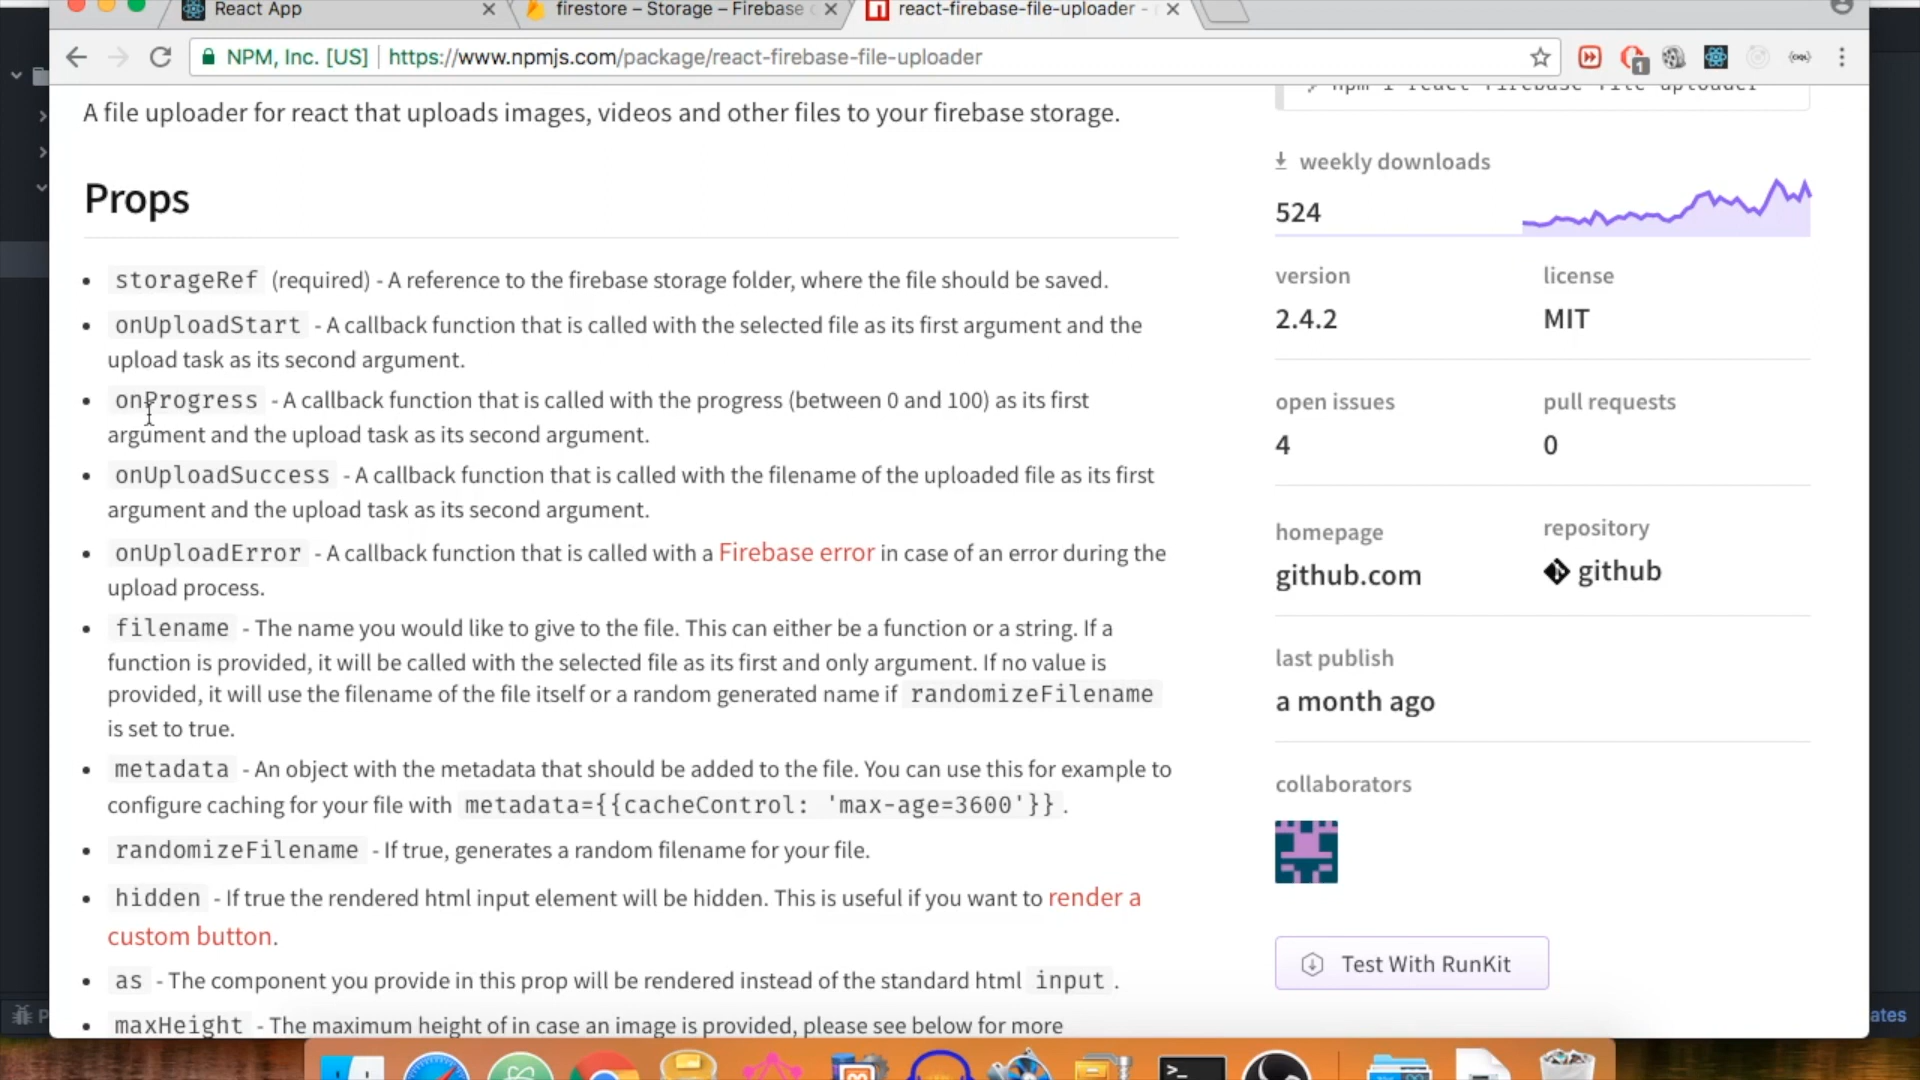 React App
firestore – Storage – Firebase
react-firebase-file-uploader -
NPM, Inc. [US]
https://www.npmjs.com/package/react-firebase-file-uploader
1
A file uploader for react that uploads images, videos and other files to your firebase storage.
Props
storageRef (required) - A reference to the firebase storage folder, where the file should be saved.
onUploadStart - A callback function that is called with the selected file as its first argument and the
upload task as its second argument.
onProgress - A callback function that is called with the progress (between 0 and 100) as its first
argument and the upload task as its second argument.
onUploadSuccess - A callback function that is called with the filename of the uploaded file as its first
argument and the upload task as its second argument.
onUploadError - A callback function that is called with a Firebase error in case of an error during the
upload process.
filename - The name you would like to give to the file. This can either be a function or a string. If a
function is provided, it will be called with the selected file as its first and only argument. If no value is
provided, it will use the filename of the file itself or a random generated name if randomizeFilename
is set to true.
metadata - An object with the metadata that should be added to the file. You can use this for example to
configure caching for your file with metadata={{cacheControl: 'max-age=3600'}} .
randomizeFilename - If true, generates a random filename for your file.
hidden - If true the rendered html input element will be hidden. This is useful if you want to render a
custom button.
as - The component you provide in this prop will be rendered instead of the standard html input .
maxHeight - The maximum height of in case an image is provided, please see below for more
npm i react-firebase-file-uploader
weekly downloads
524
version
license
2.4.2
MIT
open issues
pull requests
4
0
homepage
repository
github.com
github
last publish
a month ago
collaborators
Test With RunKit
ates